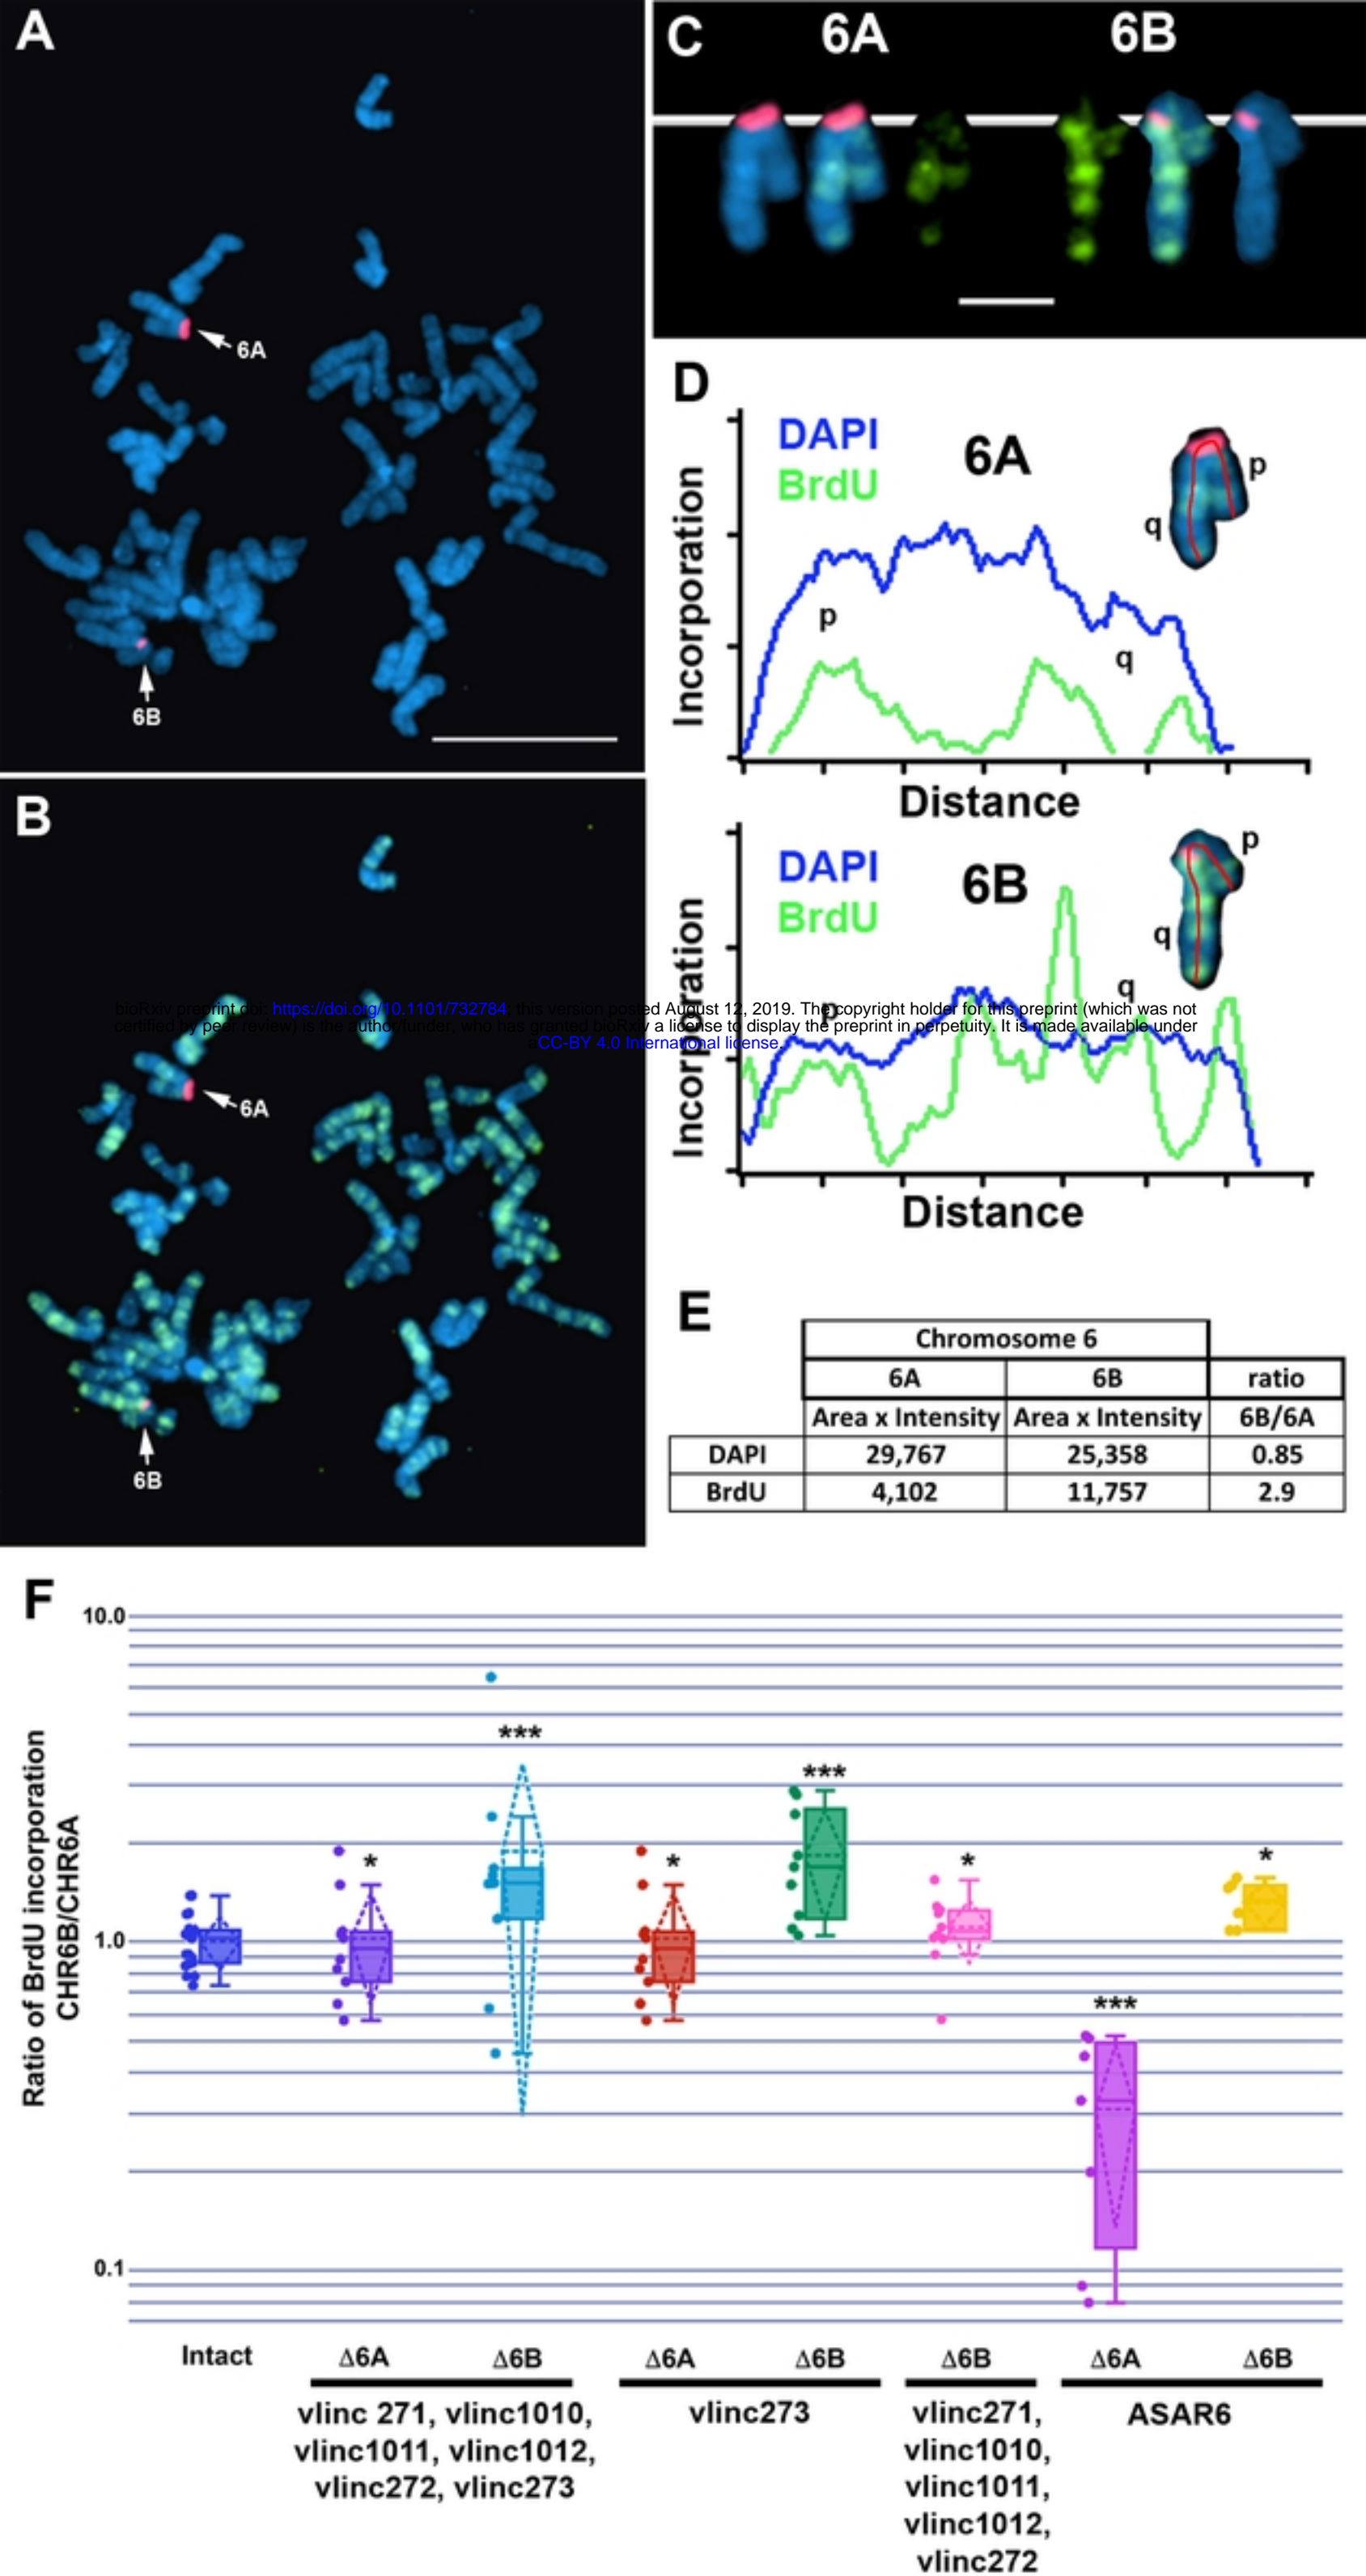 A
6A
6B
B
6A
6B
C
6A
6B
D
DAPI
BrdU
6A
p
q
p
q
Incorporation
Distance
DAPI
BrdU
6B
p
q
p
q
Incorporation
Distance
bioRxiv preprint doi: https://doi.org/10.1101/732784; this version posted August 12, 2019. The copyright holder for this preprint (which was not
certified by peer review) is the author/funder, who has granted bioRxiv a license to display the preprint in perpetuity. It is made available under
aCC-BY 4.0 International license.
E
Chromosome 6
6A 6B ratio
Area x Intensity Area x Intensity 6B/6A
DAPI 29,767 25,358 0.85
BrdU 4,102 11,757 2.9
F
Ratio of BrdU incorporation
CHR6B/CHR6A
10.0
1.0
0.1
*
***
*
***
*
***
*
Intact Δ6A Δ6B Δ6A Δ6B Δ6B Δ6A Δ6B
vlinc 271, vlinc1010,
vlinc1011, vlinc1012,
vlinc272, vlinc273
vlinc273
vlinc271,
vlinc1010,
vlinc1011,
vlinc1012,
vlinc272
ASAR6